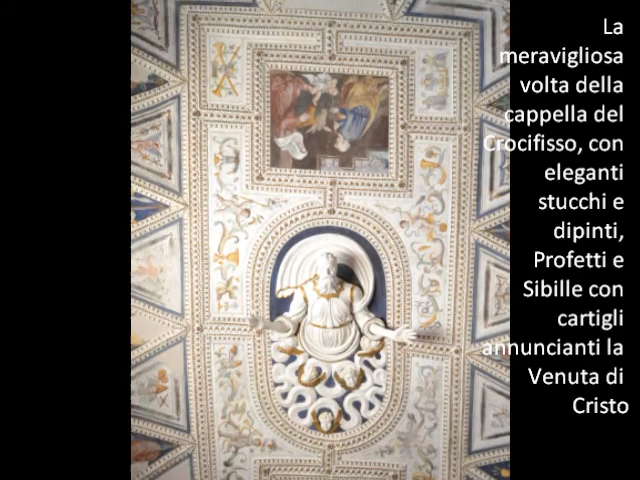 La
meravigliosa
volta della
cappella del
Crocifisso, con
eleganti
stucchi e
dipinti,
Profetti e
Sibille con
cartigli
annuncianti la
Venuta di
Cristo